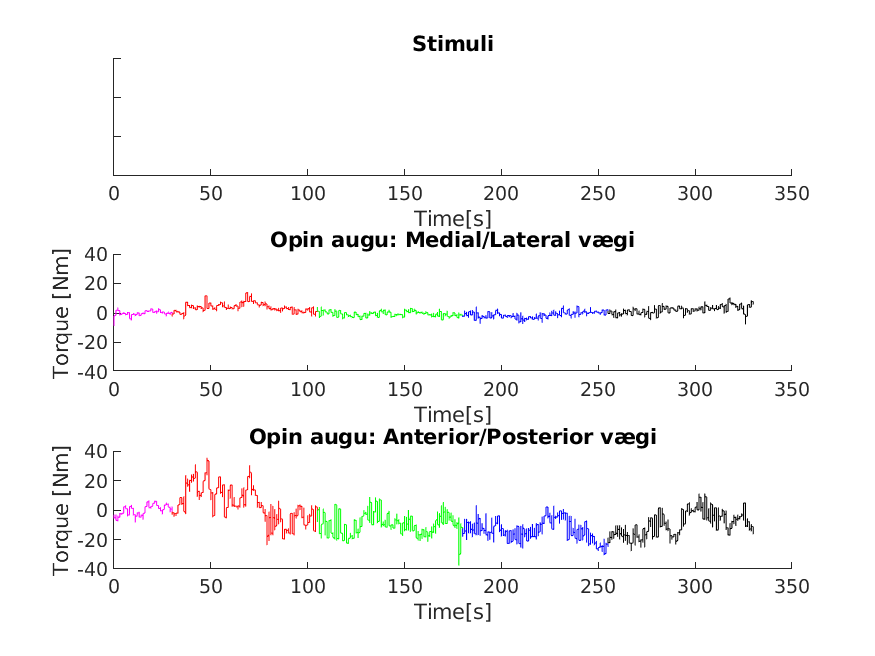 Stimuli
0 50 100 150 200 250 300 350
Time[s]
Opin augu: Medial/Lateral vægi
Torque [Nm]
40
20
0
-20
-40
0 50 100 150 200 250 300 350
Time[s]
Opin augu: Anterior/Posterior vægi
Torque [Nm]
40
20
0
-20
-40
0 50 100 150 200 250 300 350
Time[s]